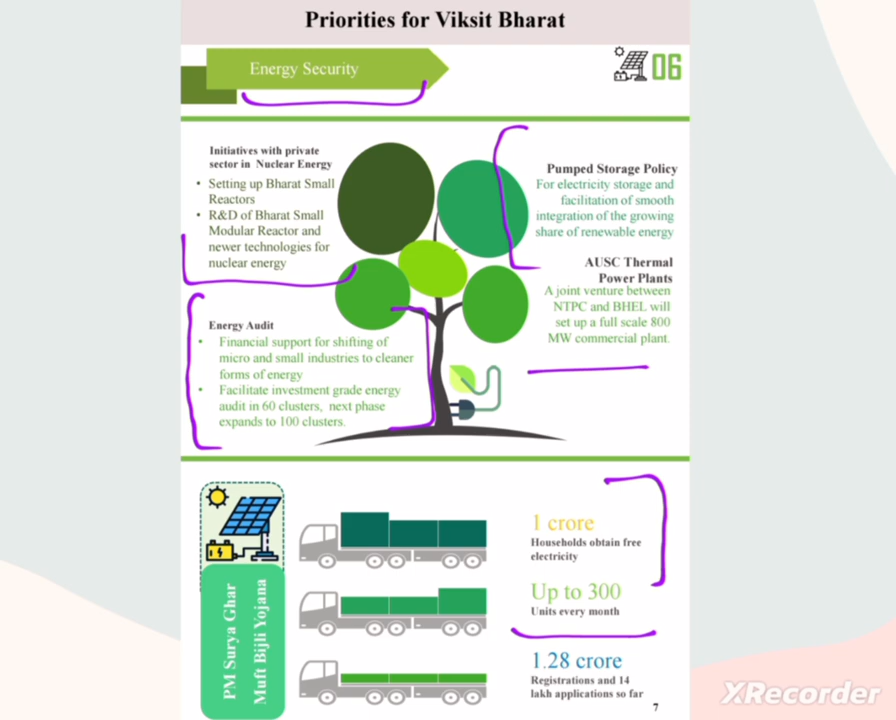 Priorities for Viksit Bharat
Energy Security
06
Initiatives with private
sector in Nuclear Energy
• Setting up Bharat Small
Reactors
• R&D of Bharat Small
Modular Reactor and
newer technologies for
nuclear energy
Pumped Storage Policy
For electricity storage and
facilitation of smooth
integration of the growing
share of renewable energy
AUSC Thermal
Power Plants
A joint venture between
NTPC and BHEL will
set up a full scale 800
MW commercial plant.
Energy Audit
• Financial support for shifting of
micro and small industries to cleaner
forms of energy
• Facilitate investment grade energy
audit in 60 clusters, next phase
expands to 100 clusters.
PM Surya Ghar
Muft Bijli Yojana
1 crore
Households obtain free
electricity
Up to 300
Units every month
1.28 crore
Registrations and 14
lakh applications so far
7
XRecorder